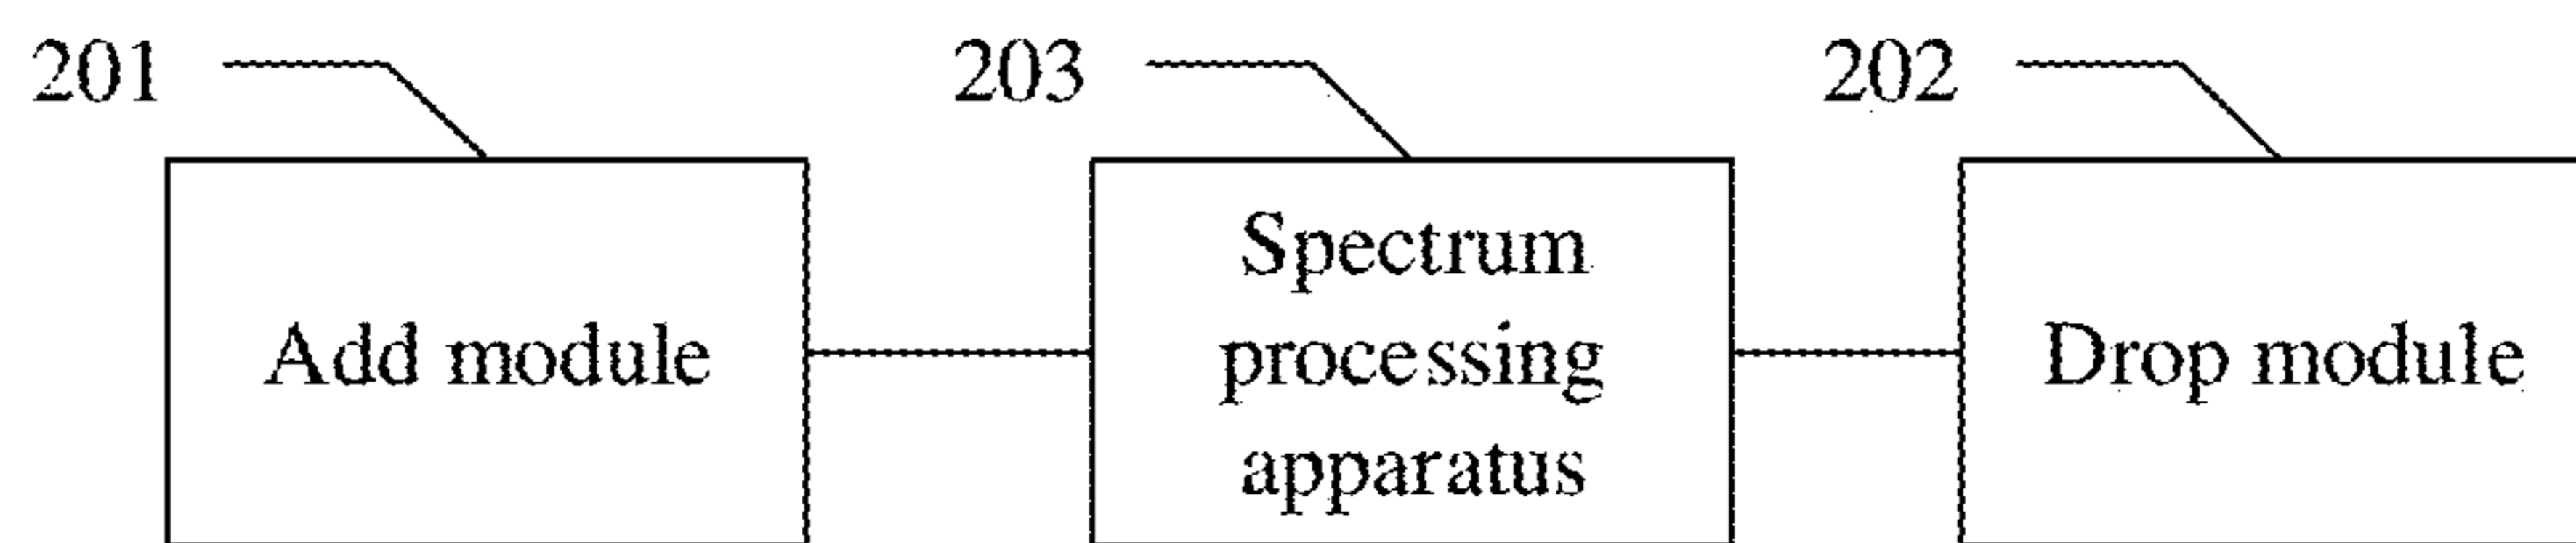 201
203
202
Add module
Spectrum
processing
apparatus
Drop module